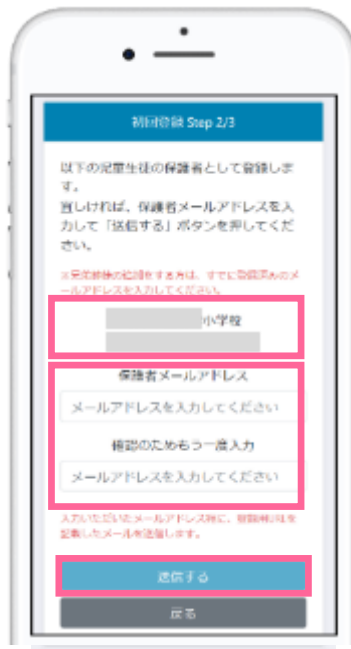 初回登録 Step 2/3
以下の児童生徒の保護者として登録しま
す。
宜しければ、保護者メールアドレスを入
力して「送信する」ボタンを押してくだ
さい。
※兄弟姉妹の追加をする方は、すでに登録済みのメ
ールアドレスを入力してください。
小学校
保護者メールアドレス
メールアドレスを入力してください
確認のためもう一度入力
メールアドレスを入力してください
入力いただいたメールアドレス宛に、登録用URLを
記載したメールを送信します。
送信する
戻る